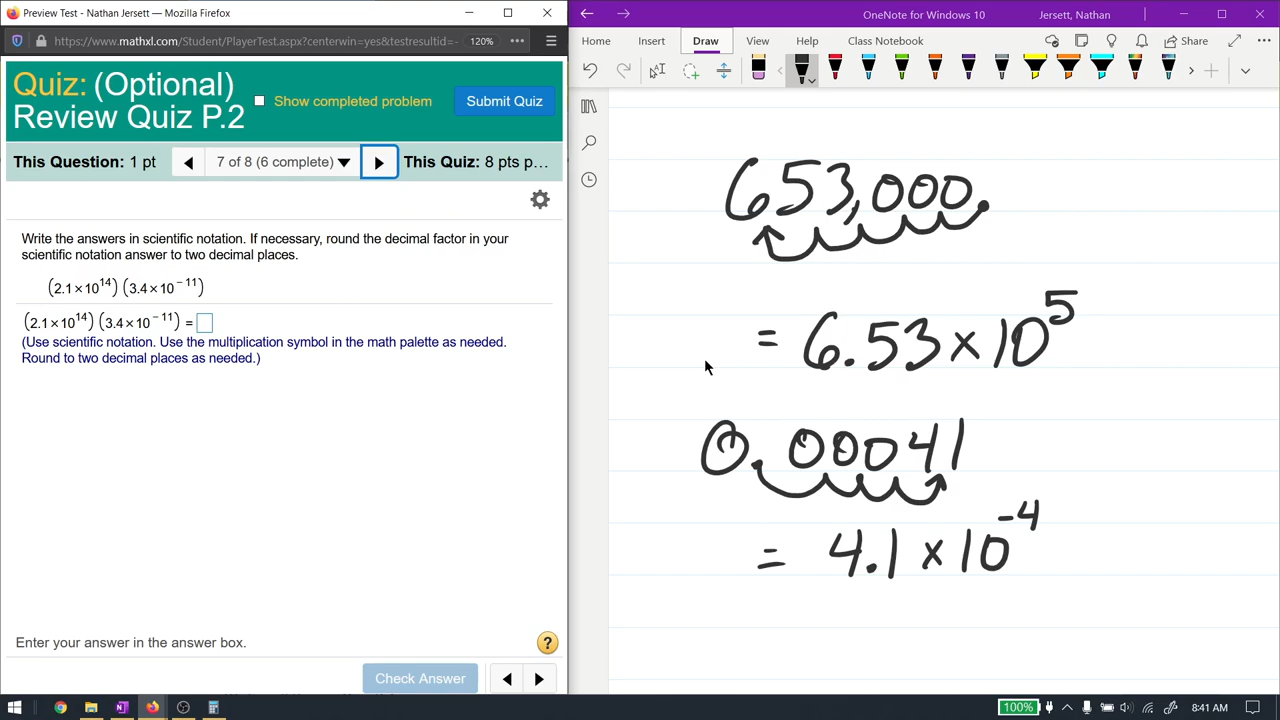 Preview Test - Nathan Jersett — Mozilla Firefox
https://www.mathxl.com/Student/PlayerTest.aspx?centerwin=yes&testresultid=-
120%
Quiz: (Optional)
Review Quiz P.2
Show completed problem
Submit Quiz
This Question: 1 pt
7 of 8 (6 complete)
This Quiz: 8 pts p…
Write the answers in scientific notation. If necessary, round the decimal factor in your
scientific notation answer to two decimal places.
(2.1×10¹⁴)(3.4×10⁻¹¹)
(2.1×10¹⁴)(3.4×10⁻¹¹) =
(Use scientific notation. Use the multiplication symbol in the math palette as needed.
Round to two decimal places as needed.)
Enter your answer in the answer box.
?
Check Answer
OneNote for Windows 10
Jersett, Nathan
Home Insert Draw View Help Class Notebook
Share
653,000.
= 6.53 × 10⁵
0.00041
= 4.1 × 10⁻⁴
100%
8:41 AM